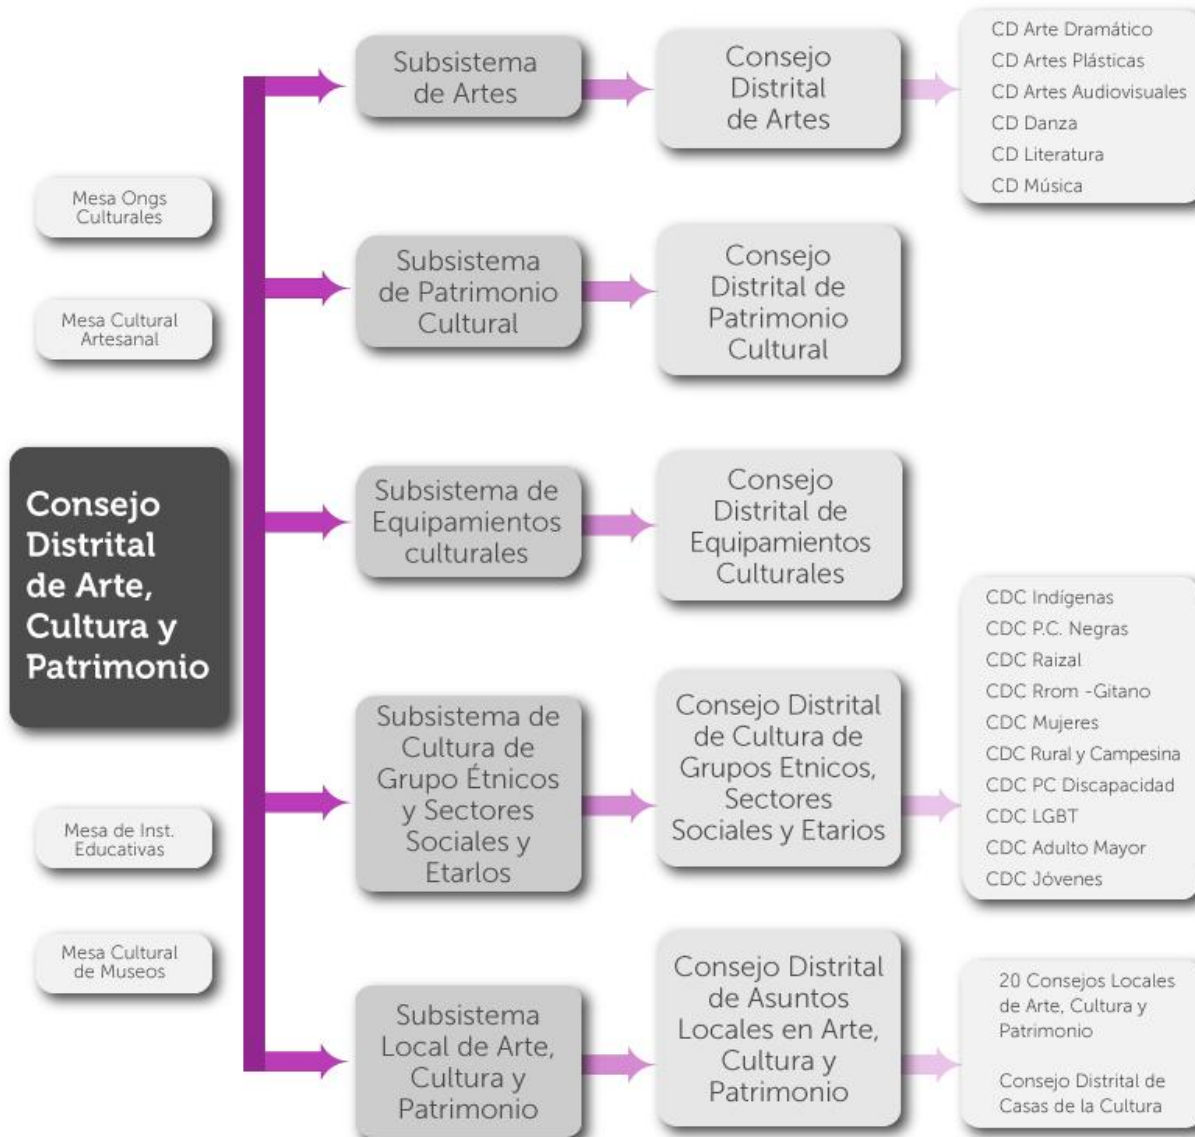 Mesa Ongs
Culturales
Mesa Cultural
Artesanal
Consejo
Distrital
de Arte,
Cultura y
Patrimonio
Mesa de Inst.
Educativas
Mesa Cultural
de Museos
Subsistema
de Artes
Consejo
Distrital
de Artes
CD Arte Dramático
CD Artes Plásticas
CD Artes Audiovisuales
CD Danza
CD Literatura
CD Música
Subsistema
de Patrimonio
Cultural
Consejo
Distrital de
Patrimonio
Cultural
Subsistema de
Equipamientos
culturales
Consejo
Distrital de
Equipamientos
Culturales
Subsistema de
Cultura de
Grupo Étnicos
y Sectores
Sociales y
Etarlos
Consejo Distrital
de Cultura de
Grupos Etnicos,
Sectores
Sociales y Etarios
CDC Indígenas
CDC P.C. Negras
CDC Raizal
CDC Rrom -Gitano
CDC Mujeres
CDC Rural y Campesina
CDC PC Discapacidad
CDC LGBT
CDC Adulto Mayor
CDC Jóvenes
Subsistema
Local de Arte,
Cultura y
Patrimonio
Consejo Distrital
de Asuntos
Locales en Arte,
Cultura y
Patrimonio
20 Consejos Locales
de Arte, Cultura y
Patrimonio
Consejo Distrital de
Casas de la Cultura